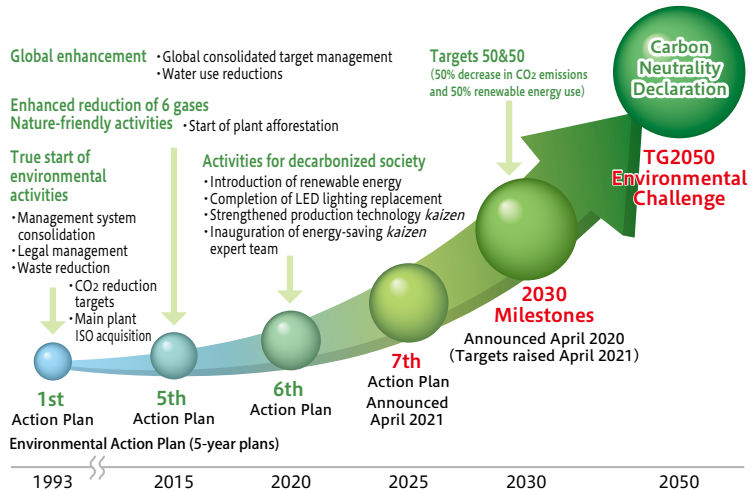 Global enhancement
・Global consolidated target management
・Water use reductions
Enhanced reduction of 6 gases
Nature-friendly activities
・Start of plant afforestation
True start of
environmental
activities
・Management system
consolidation
・Legal management
・Waste reduction
・CO2 reduction
targets
・Main plant
ISO acquisition
Activities for decarbonized society
・Introduction of renewable energy
・Completion of LED lighting replacement
・Strengthened production technology kaizen
・Inauguration of energy-saving kaizen
expert team
Targets 50&50
(50% decrease in CO2 emissions
and 50% renewable energy use)
Carbon
Neutrality
Declaration
TG2050
Environmental
Challenge
2030
Milestones
Announced April 2020
(Targets raised April 2021)
7th
Action Plan
Announced
April 2021
6th
Action Plan
5th
Action Plan
1st
Action Plan
Environmental Action Plan (5-year plans)
1993 2015 2020 2025 2030 2050